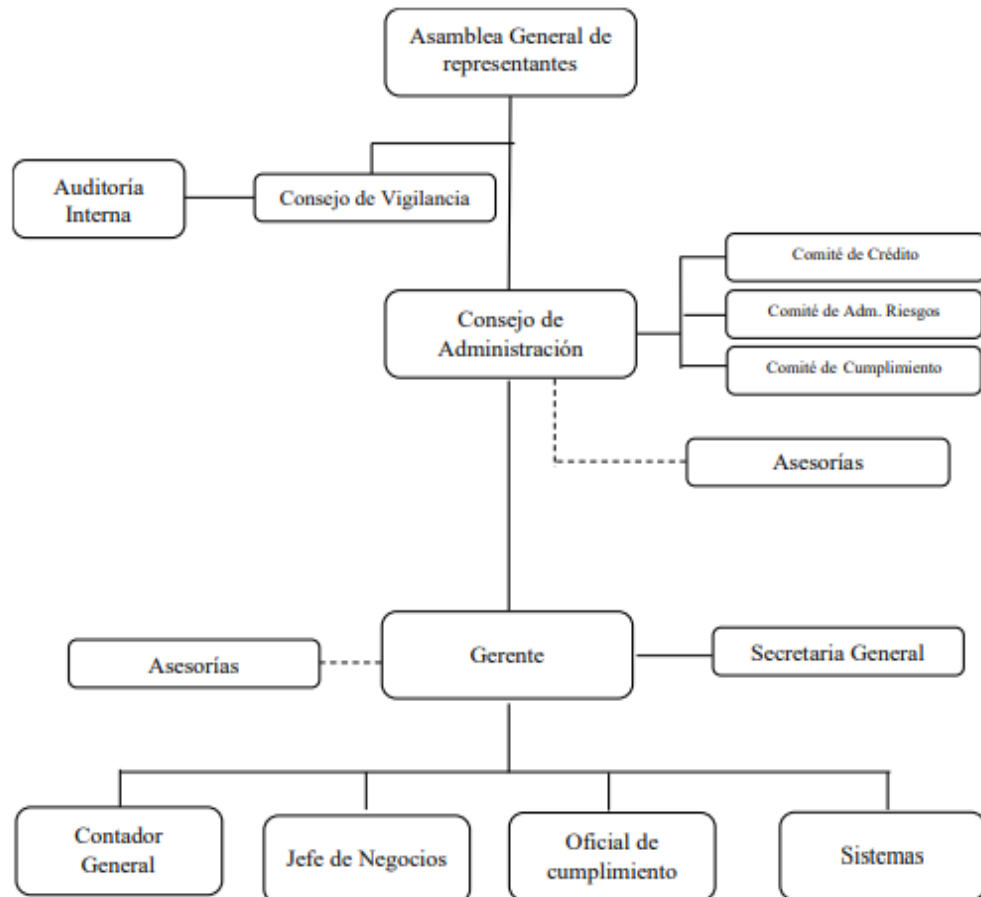 Asamblea General de
representantes
Auditoría
Interna
Consejo de Vigilancia
Comité de Crédito
Consejo de
Administración
Comité de Adm. Riesgos
Comité de Cumplimiento
Asesorías
Asesorías
Gerente
Secretaria General
Contador
General
Jefe de Negocios
Oficial de
cumplimiento
Sistemas